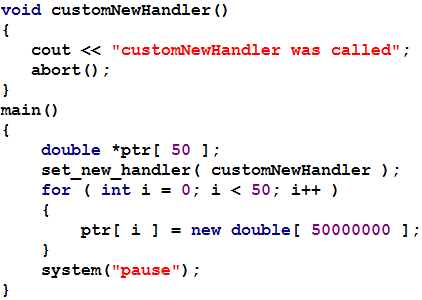 void customNewHandler()
{
cout << "customNewHandler was called";
abort();
}
main()
{
double *ptr[ 50 ];
set_new_handler( customNewHandler );
for ( int i = 0; i < 50; i++ )
{
ptr[ i ] = new double[ 50000000 ];
}
system("pause");
}